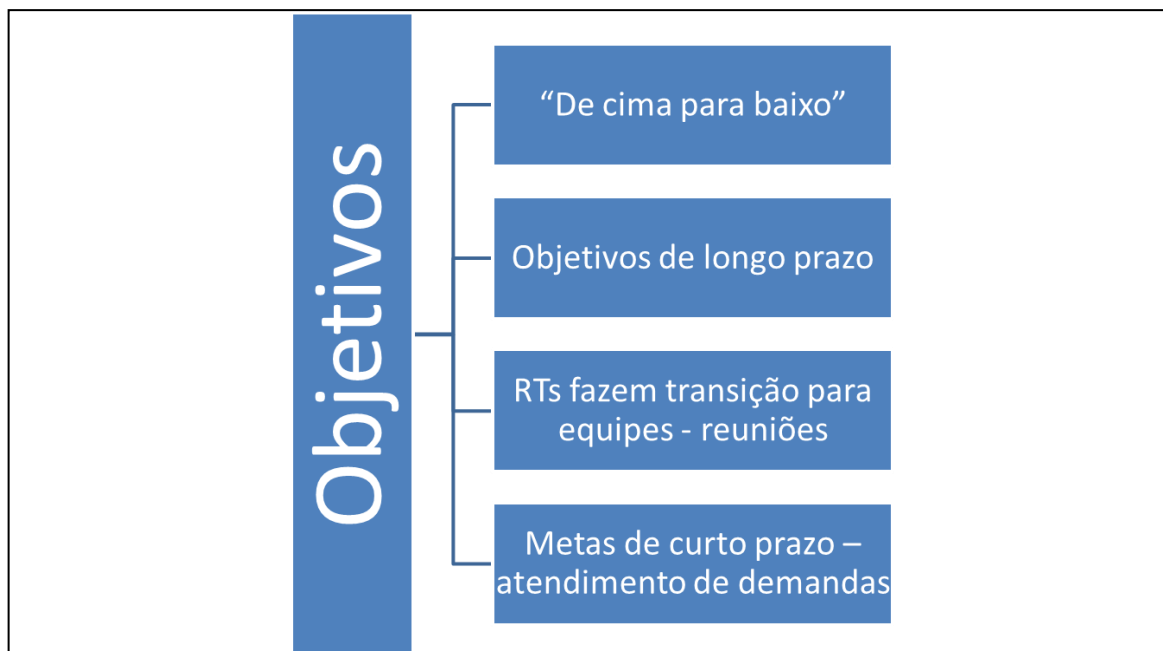 Objetivos
“De cima para baixo”
Objetivos de longo prazo
RTs fazem transição para
equipes - reuniões
Metas de curto prazo –
atendimento de demandas